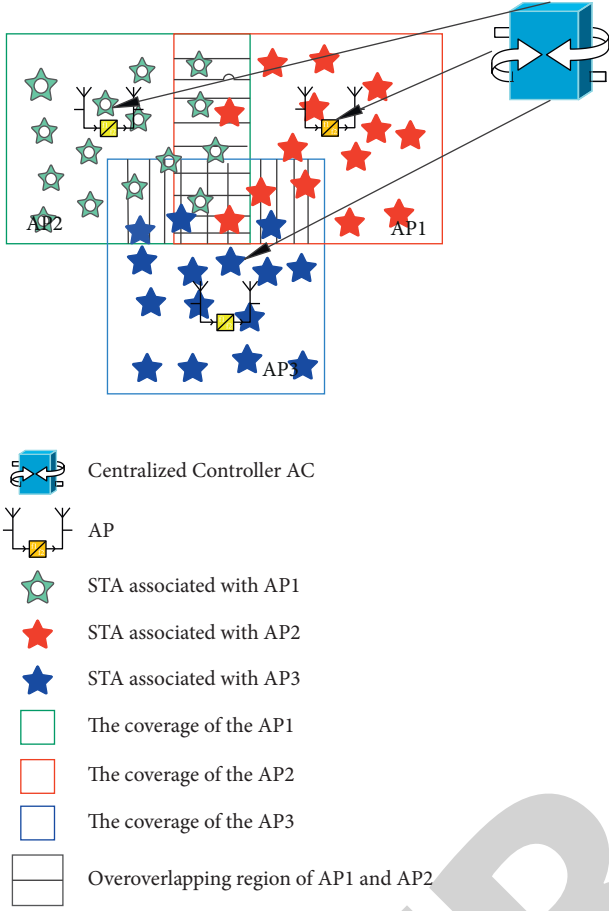 AP2
AP1
AP3
Centralized Controller AC
AP
STA associated with AP1
STA associated with AP2
STA associated with AP3
The coverage of the AP1
The coverage of the AP2
The coverage of the AP3
Overoverlapping region of AP1 and AP2